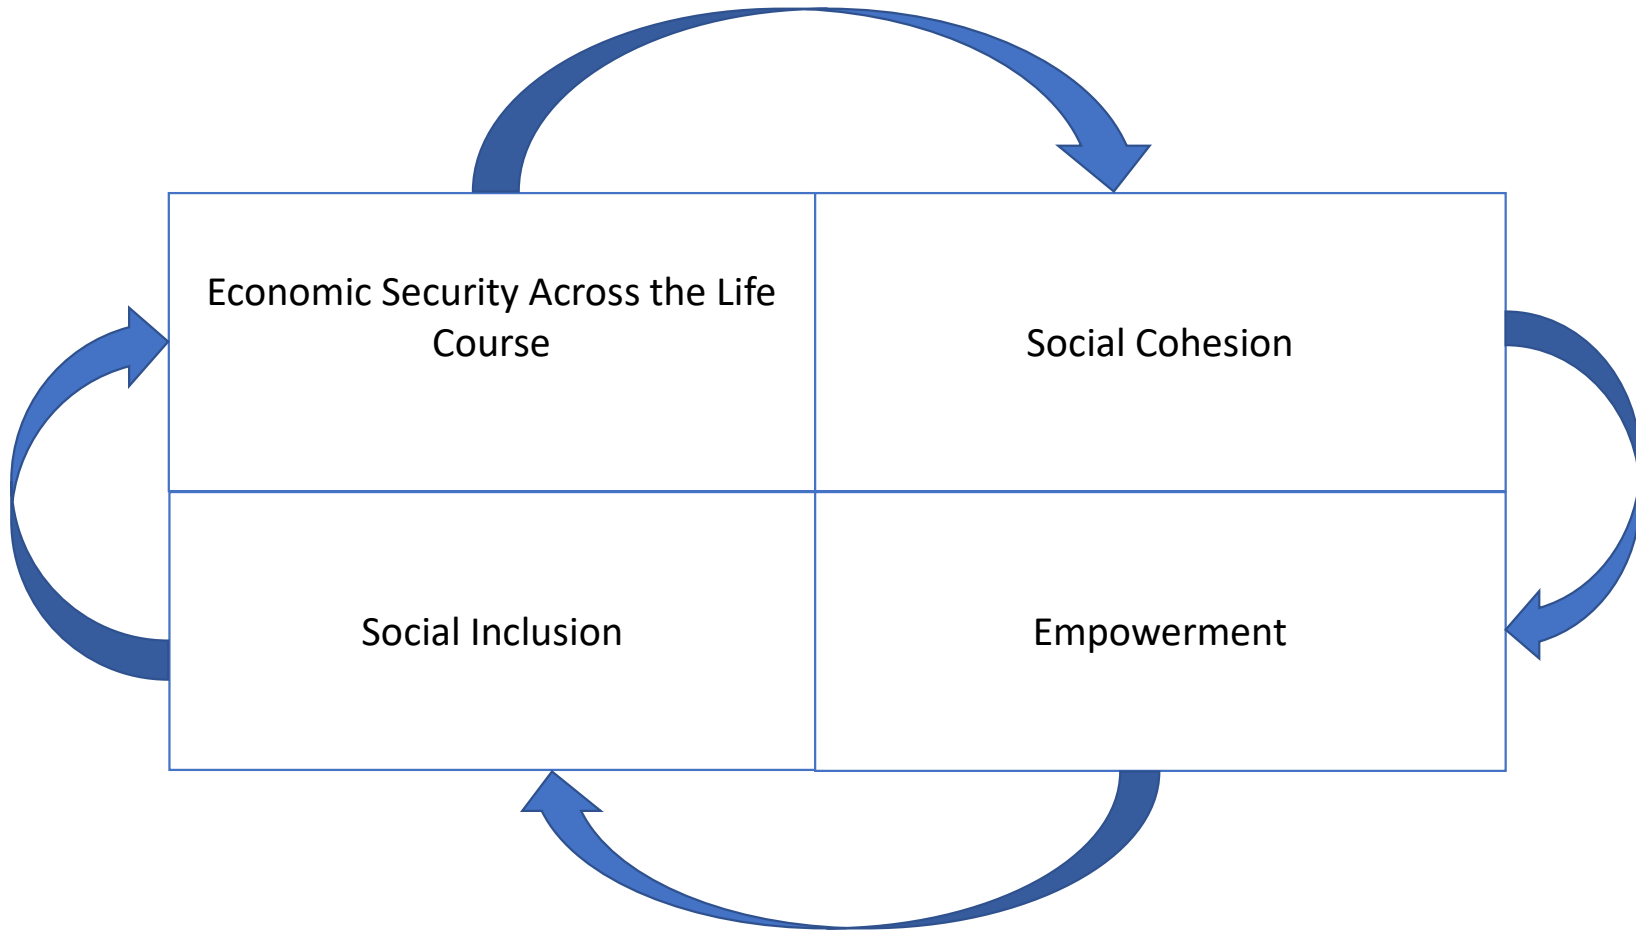 Economic Security Across the Life
Course
Social Cohesion
Social Inclusion
Empowerment